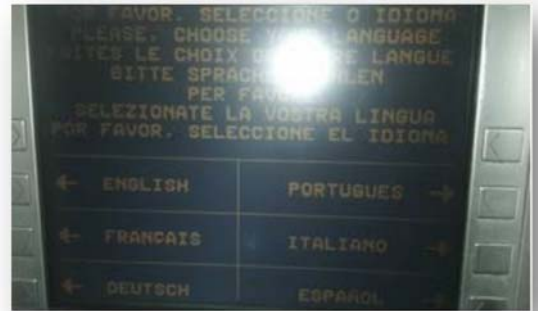 POR FAVOR. SELECCIONE O IDIOMA
PLEASE, CHOOSE LANGUAGE
LE CHOIX LANGUE
BITTE
PER
SELEZIONATE LA VOSTRA LINGUA
POR FAVOR. SELECCIONE EL IDIOMA
← ENGLISH PORTUGUES →
← FRANCAIS ITALIANO →
← DEUTSCH ESPAÑOL →